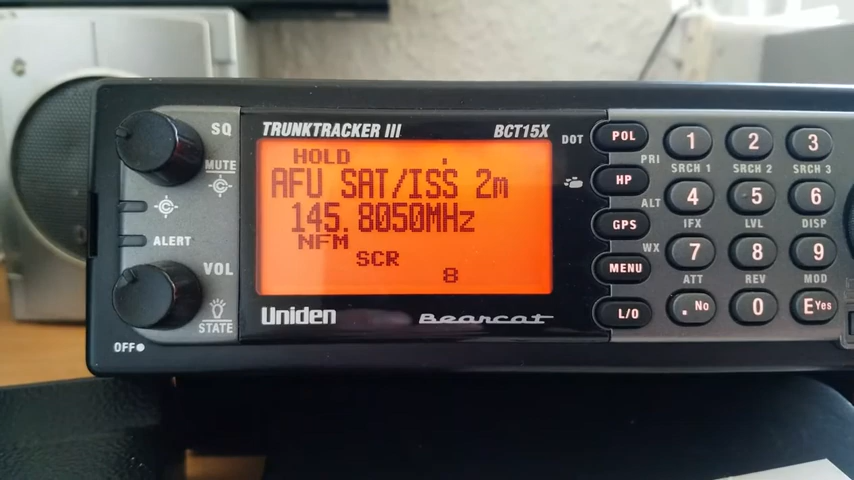 TRUNKTRACKER III BCT15X
HOLD
AFU SAT/ISS 2m
145.8050MHz
NFM
SCR
8
Uniden Bearcat
SQ
MUTE
ALERT
VOL
STATE
OFF
DOT POL 1 2 3
PRI SRCH 1 SRCH 2 SRCH 3
HP 4 5 6
ALT IFX LVL DISP
GPS 7 8 9
WX ATT REV MOD
MENU
L/O . No 0 E Yes